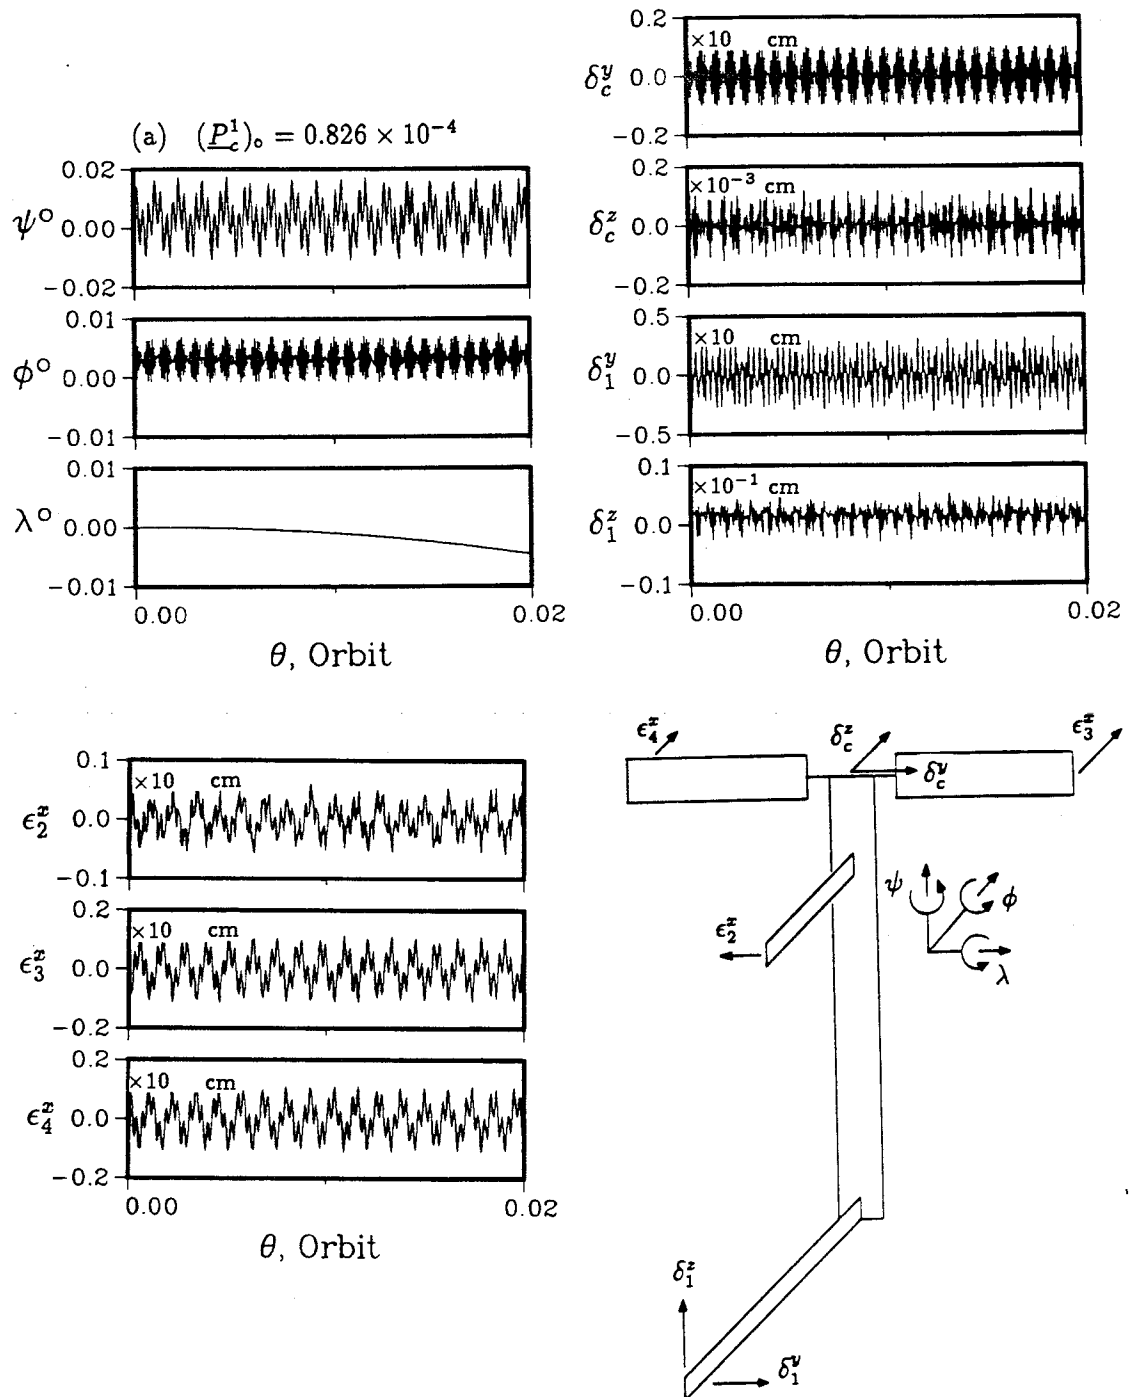 (a) (P¹_c)ₒ = 0.826 × 10⁻⁴
0.02
ψ° 0.00
−0.02
0.01
ϕ° 0.00
−0.01
0.01
λ° 0.00
−0.01
0.00 0.02
θ, Orbit
0.2
×10 cm
δ_c^y 0.0
−0.2
0.2
×10⁻³ cm
δ_c^z 0.0
−0.2
0.5
×10 cm
δ_1^y 0.0
−0.5
0.1
×10⁻¹ cm
δ_1^z 0.0
−0.1
0.00 0.02
θ, Orbit
0.1
×10 cm
ϵ_2^x 0.0
−0.1
0.2
×10 cm
ϵ_3^x 0.0
−0.2
0.2
×10 cm
ϵ_4^x 0.0
−0.2
0.00 0.02
θ, Orbit
ϵ_4^x δ_c^z ϵ_3^x
δ_c^y
ψ ϕ
ϵ_2^x
λ
δ_1^z
δ_1^y